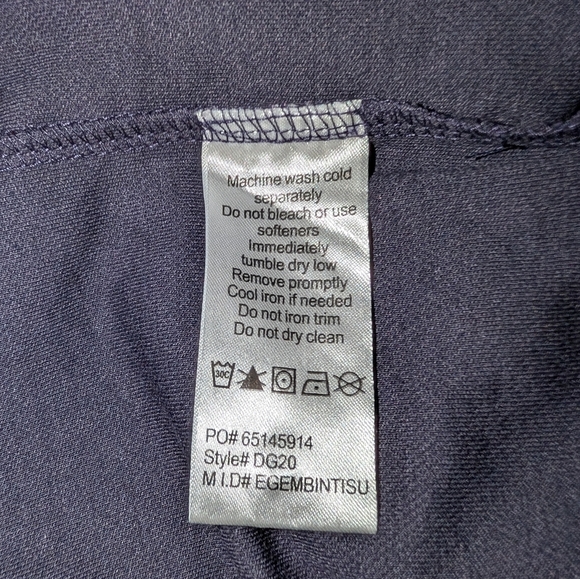 Machine wash cold
separately
Do not bleach or use
softeners
Immediately
tumble dry low
Remove promptly
Cool iron if needed
Do not iron trim
Do not dry clean
30C
PO# 65145914
Style# DG20
M I.D# EGEMBINTISU